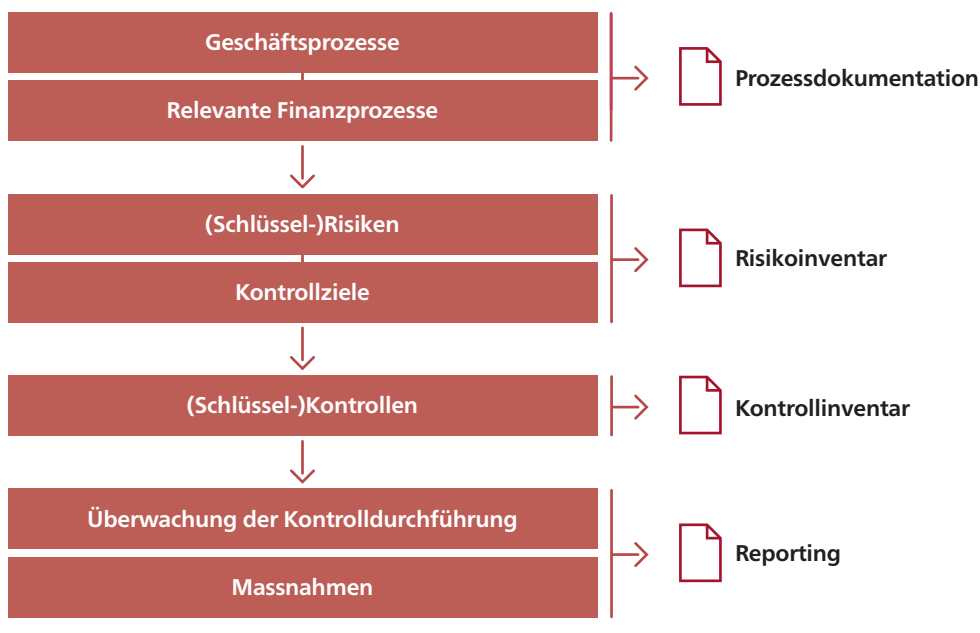 Geschäftsprozesse
Relevante Finanzprozesse
Prozessdokumentation
(Schlüssel-)Risiken
Kontrollziele
Risikoinventar
(Schlüssel-)Kontrollen
Kontrollinventar
Überwachung der Kontrolldurchführung
Massnahmen
Reporting